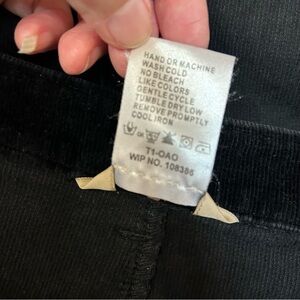 HAND OR MACHINE
WASH COLD
NO BLEACH
LIKE COLORS
GENTLE CYCLE
TUMBLE DRY LOW
REMOVE PROMPTLY
COOL IRON
T1-OAO
WIP NO. 108386